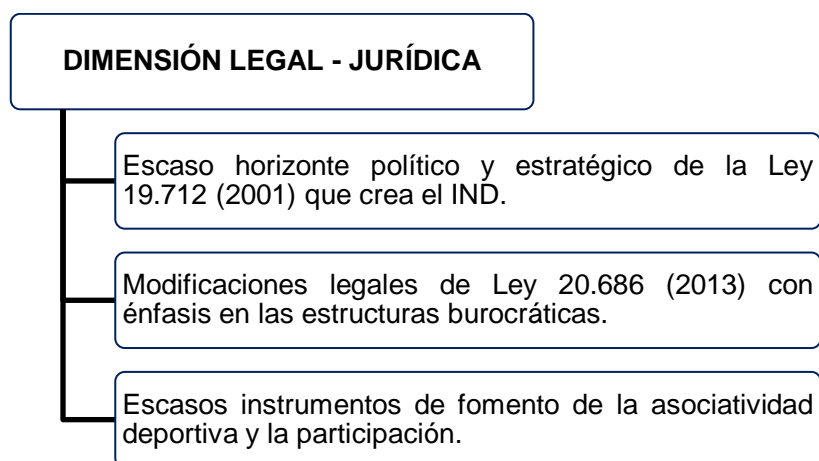 DIMENSIÓN LEGAL - JURÍDICA
Escaso horizonte político y estratégico de la Ley
19.712 (2001) que crea el IND.
Modificaciones legales de Ley 20.686 (2013) con
énfasis en las estructuras burocráticas.
Escasos instrumentos de fomento de la asociatividad
deportiva y la participación.